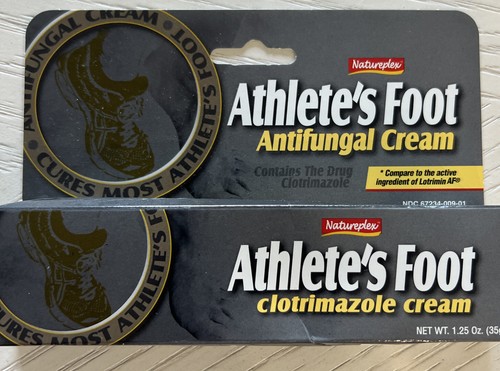 ANTIFUNGAL CREAM • CURES MOST ATHLETE'S FOOT •
Natureplex
Athlete's Foot
Antifungal Cream
Contains The Drug
Clotrimazole
* Compare to the active
ingredient of Lotrimin AF®
NDC 67234-009-01
Natureplex
Athlete's Foot
clotrimazole cream
CURES MOST ATHLETE'S
NET WT. 1.25 Oz. (35g